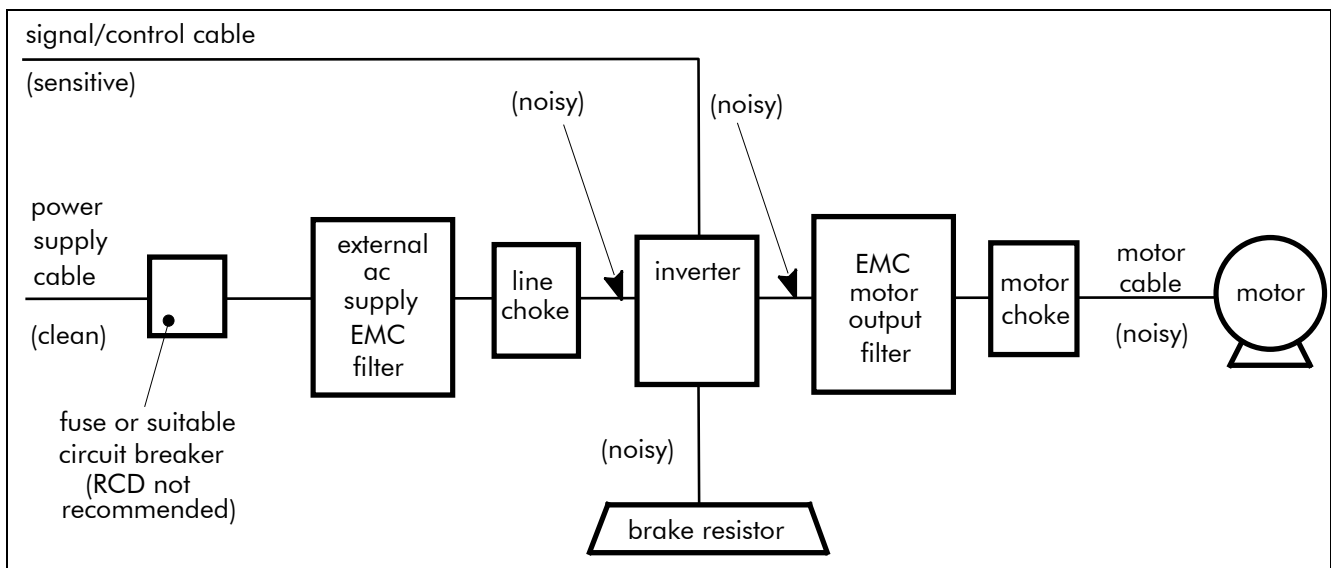 signal/control cable
(sensitive)
(noisy)
(noisy)
power
supply
cable
(clean)
fuse or suitable
circuit breaker
(RCD not
recommended)
external
ac
supply
EMC
filter
line
choke
inverter
(noisy)
brake resistor
EMC
motor
output
filter
motor
choke
motor
cable
(noisy)
motor